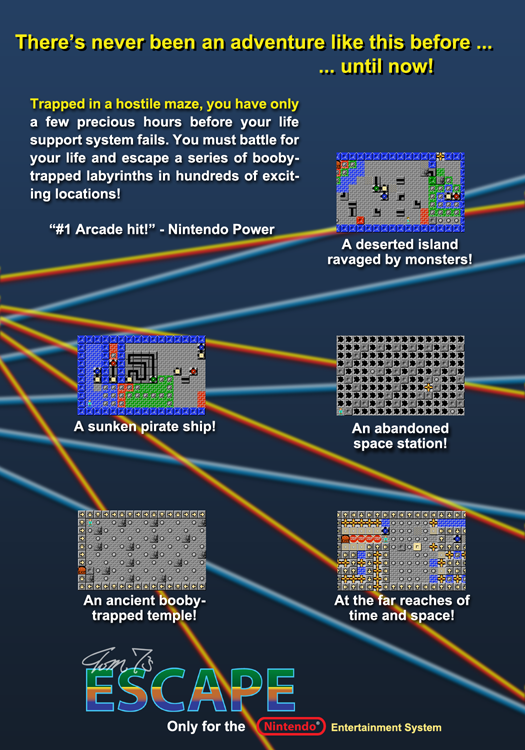 There's never been an adventure like this before ...
... until now!
Trapped in a hostile maze, you have only
a few precious hours before your life
support system fails. You must battle for
your life and escape a series of booby-
trapped labyrinths in hundreds of excit-
ing locations!
“#1 Arcade hit!” - Nintendo Power
A deserted island
ravaged by monsters!
A sunken pirate ship!
An abandoned
space station!
An ancient booby-
trapped temple!
At the far reaches of
time and space!
ESCAPE
Only for the Nintendo® Entertainment System